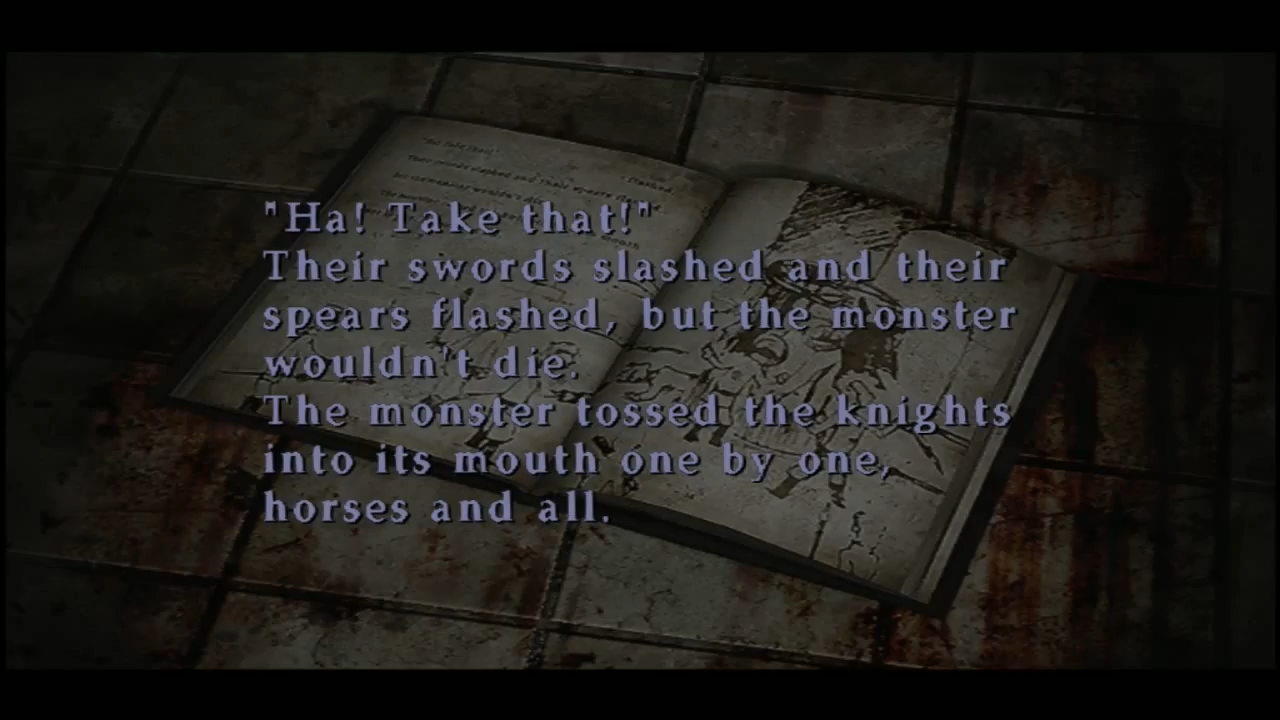 "Ha! Take that!"
Their swords slashed and their
spears flashed, but the monster
wouldn't die.
The monster tossed the knights
into its mouth one by one,
horses and all.